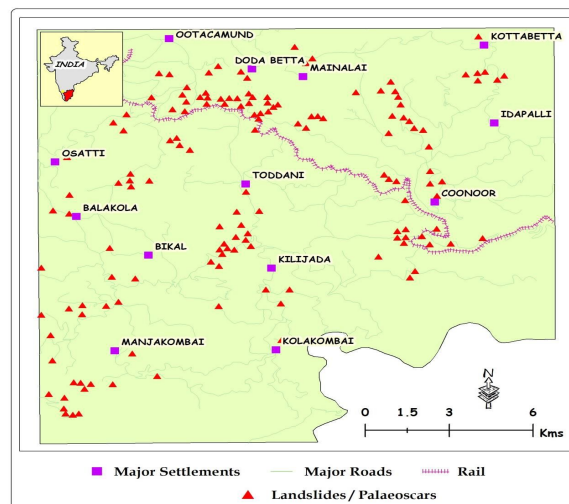 OOTACAMUND
KOTTABETTA
INDIA
DODA BETTA
MAINALAI
IDAPALLI
OSATTI
TODDANI
COONOOR
BALAKOLA
BIKAL
KILIJADA
MANJAKOMBAI
KOLAKOMBAI
N
0 1.5 3 6
Kms
Major Settlements Major Roads Rail
Landslides / Palaeoscars